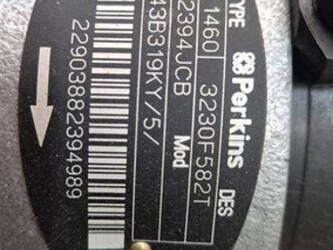 TYPE Perkins DES
1460 3230F582T
2394JCB Mod
43B319KY/5/
22903882394989